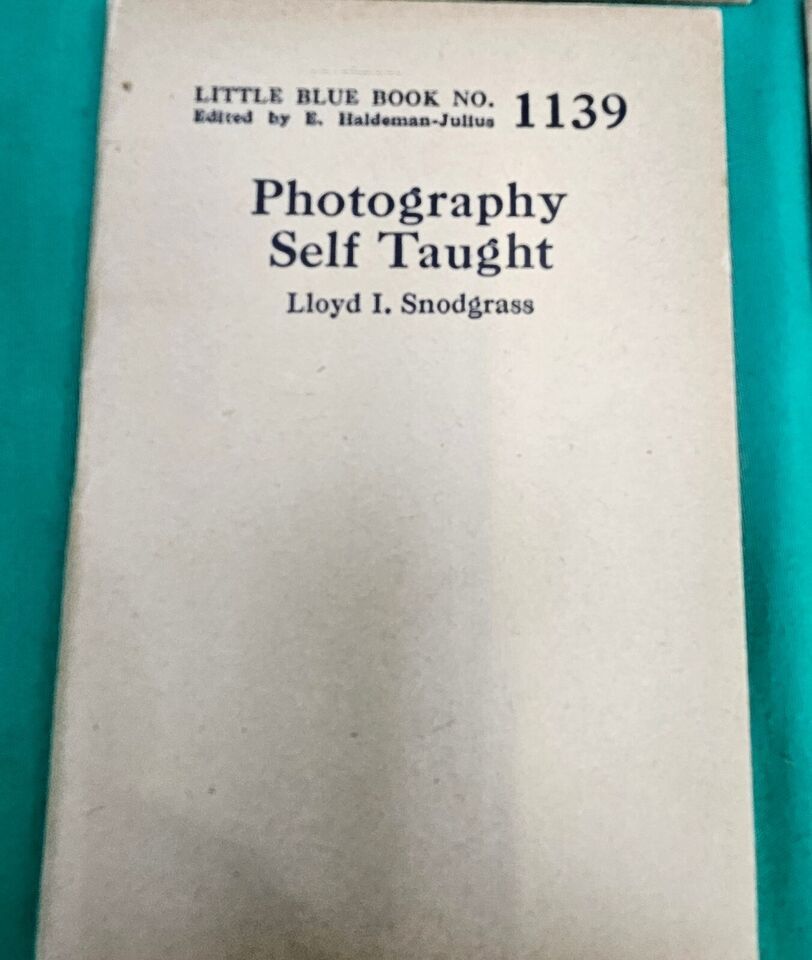 LITTLE BLUE BOOK NO. 1139
Edited by E. Haldeman-Julius
Photography
Self Taught
Lloyd I. Snodgrass